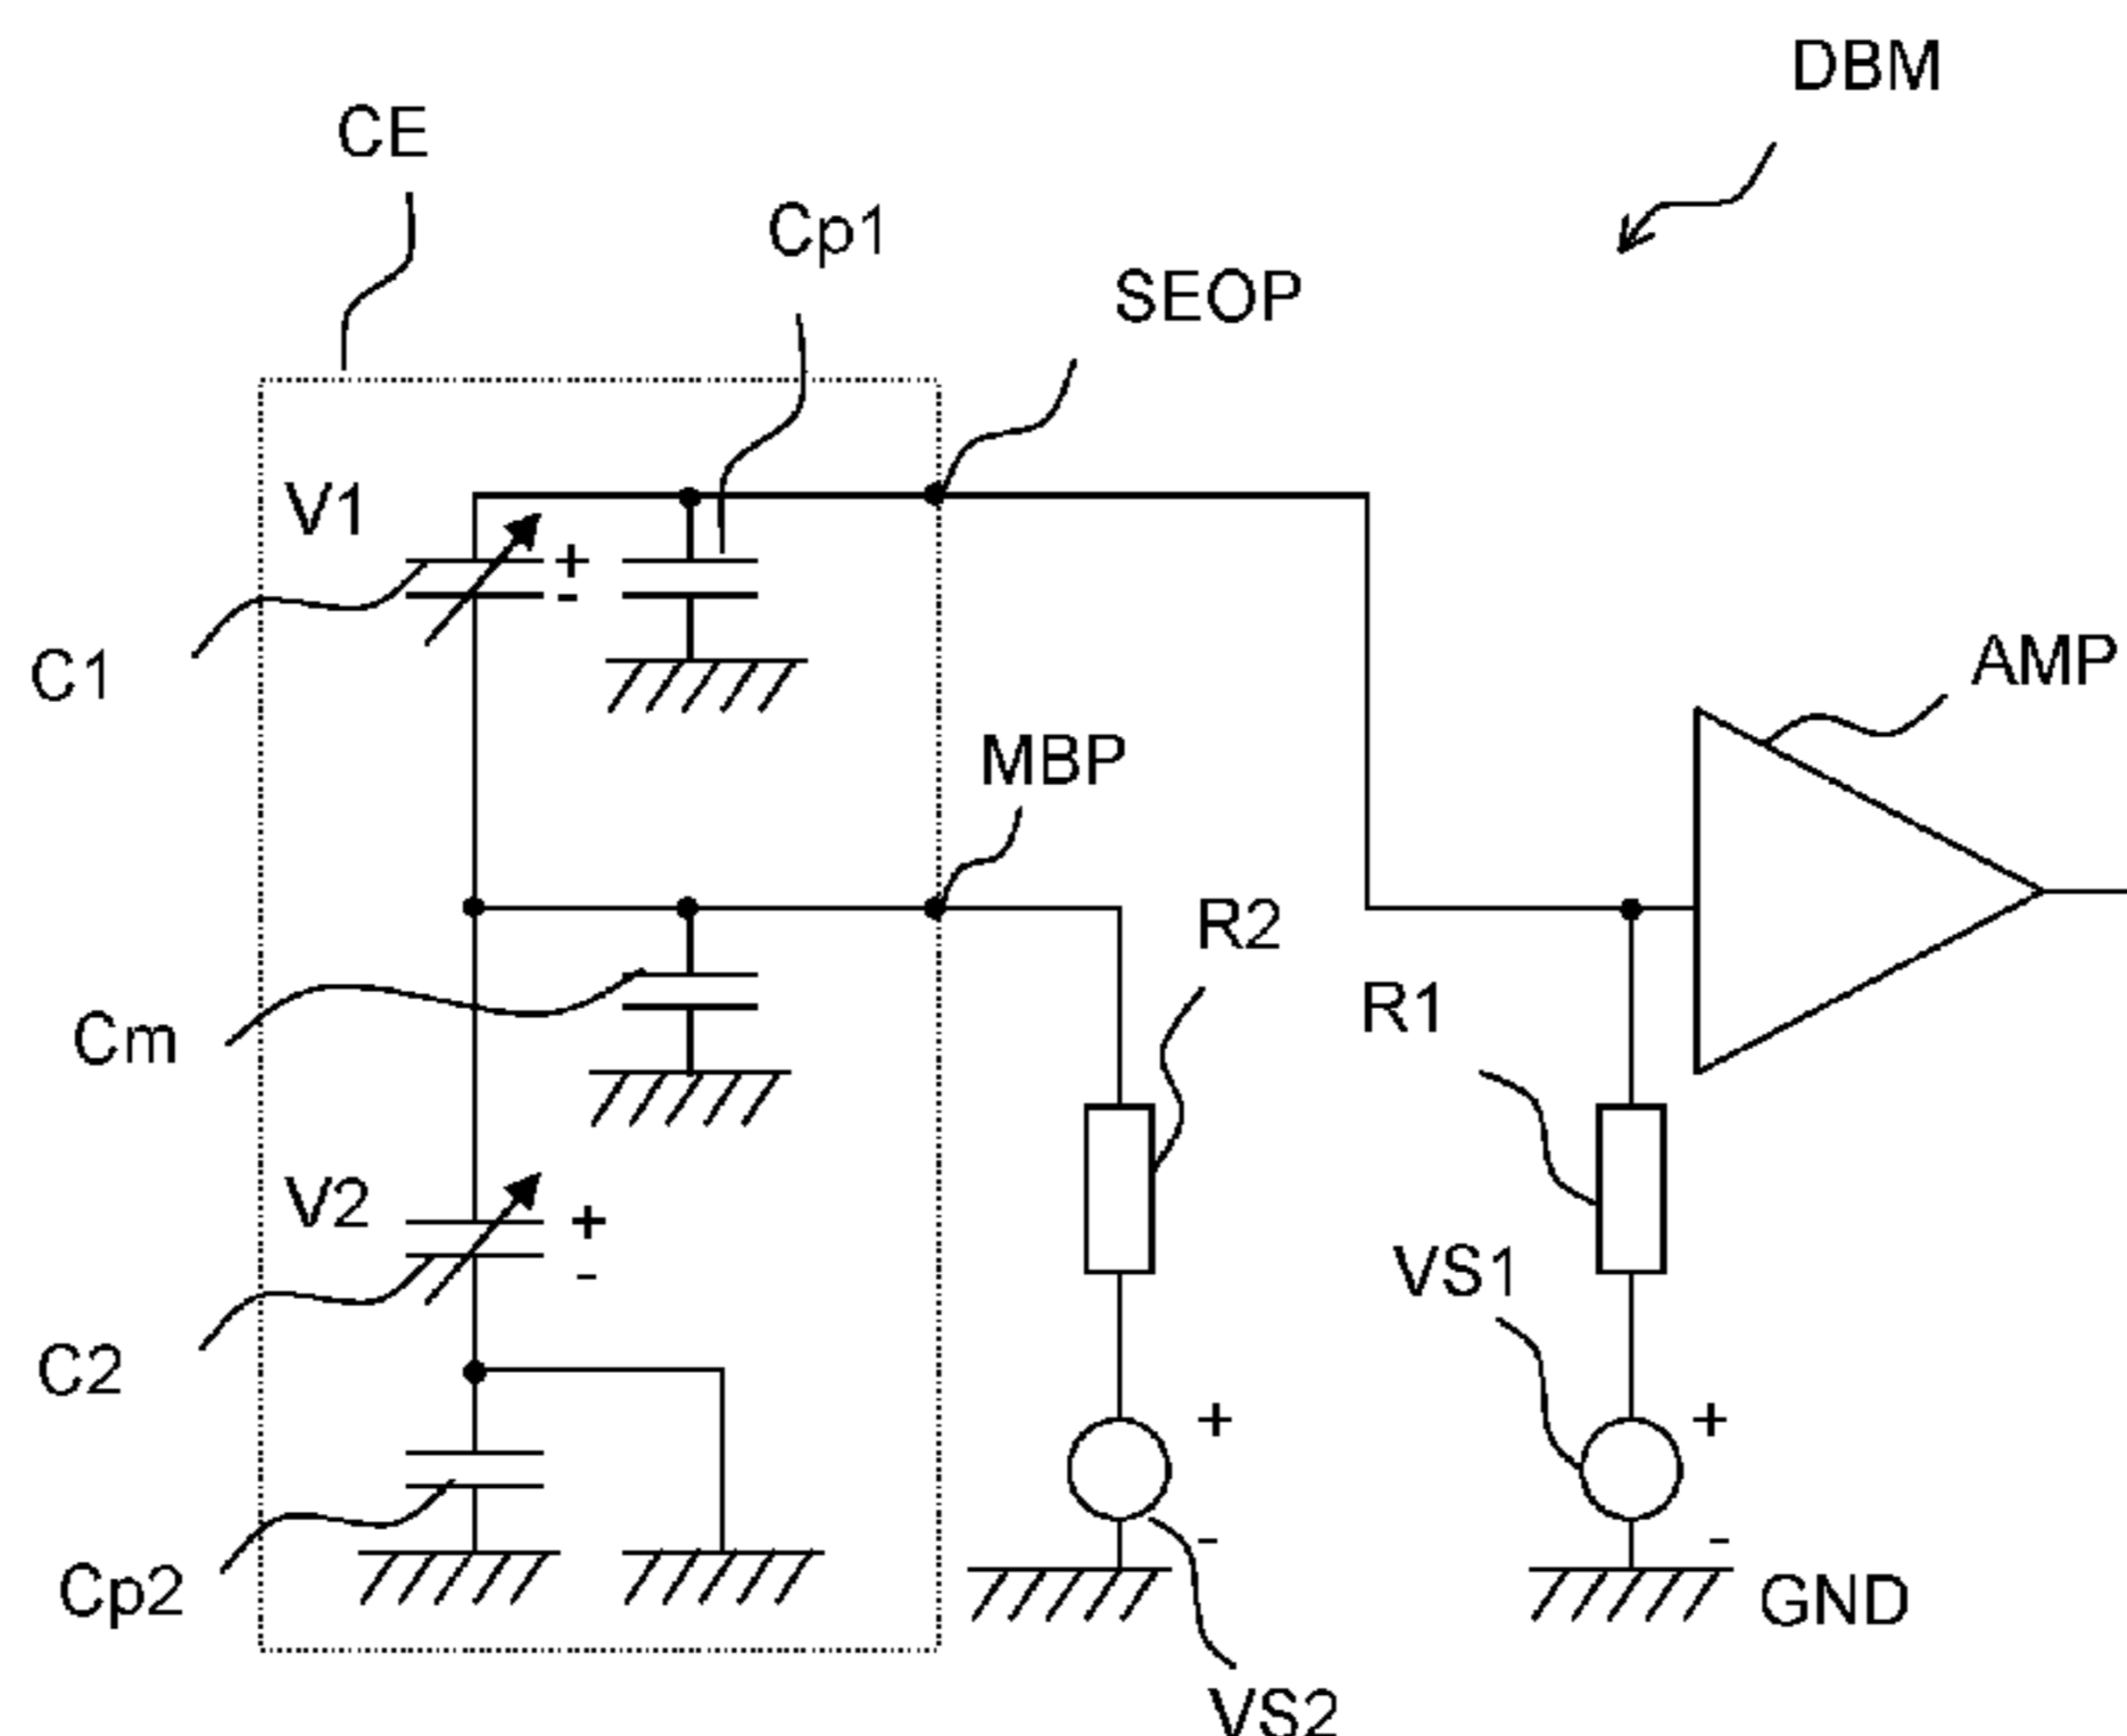 DBM
CE
Cp1
SEOP
V1
+
-
C1
AMP
MBP
R2
R1
Cm
V2
+
-
VS1
C2
+
-
+
-
Cp2
GND
VS2